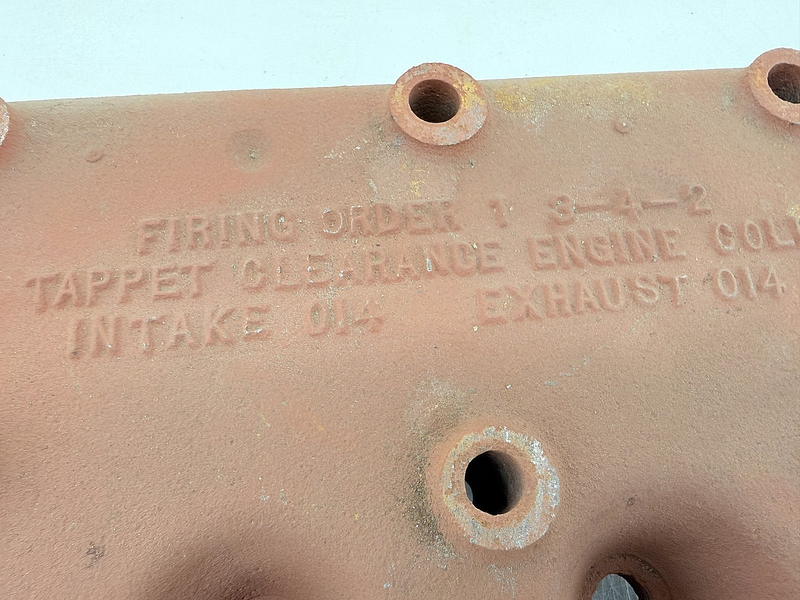 FIRING ORDER 1 3-4-2
TAPPET CLEARANCE ENGINE COL
INTAKE 014 EXHAUST 014